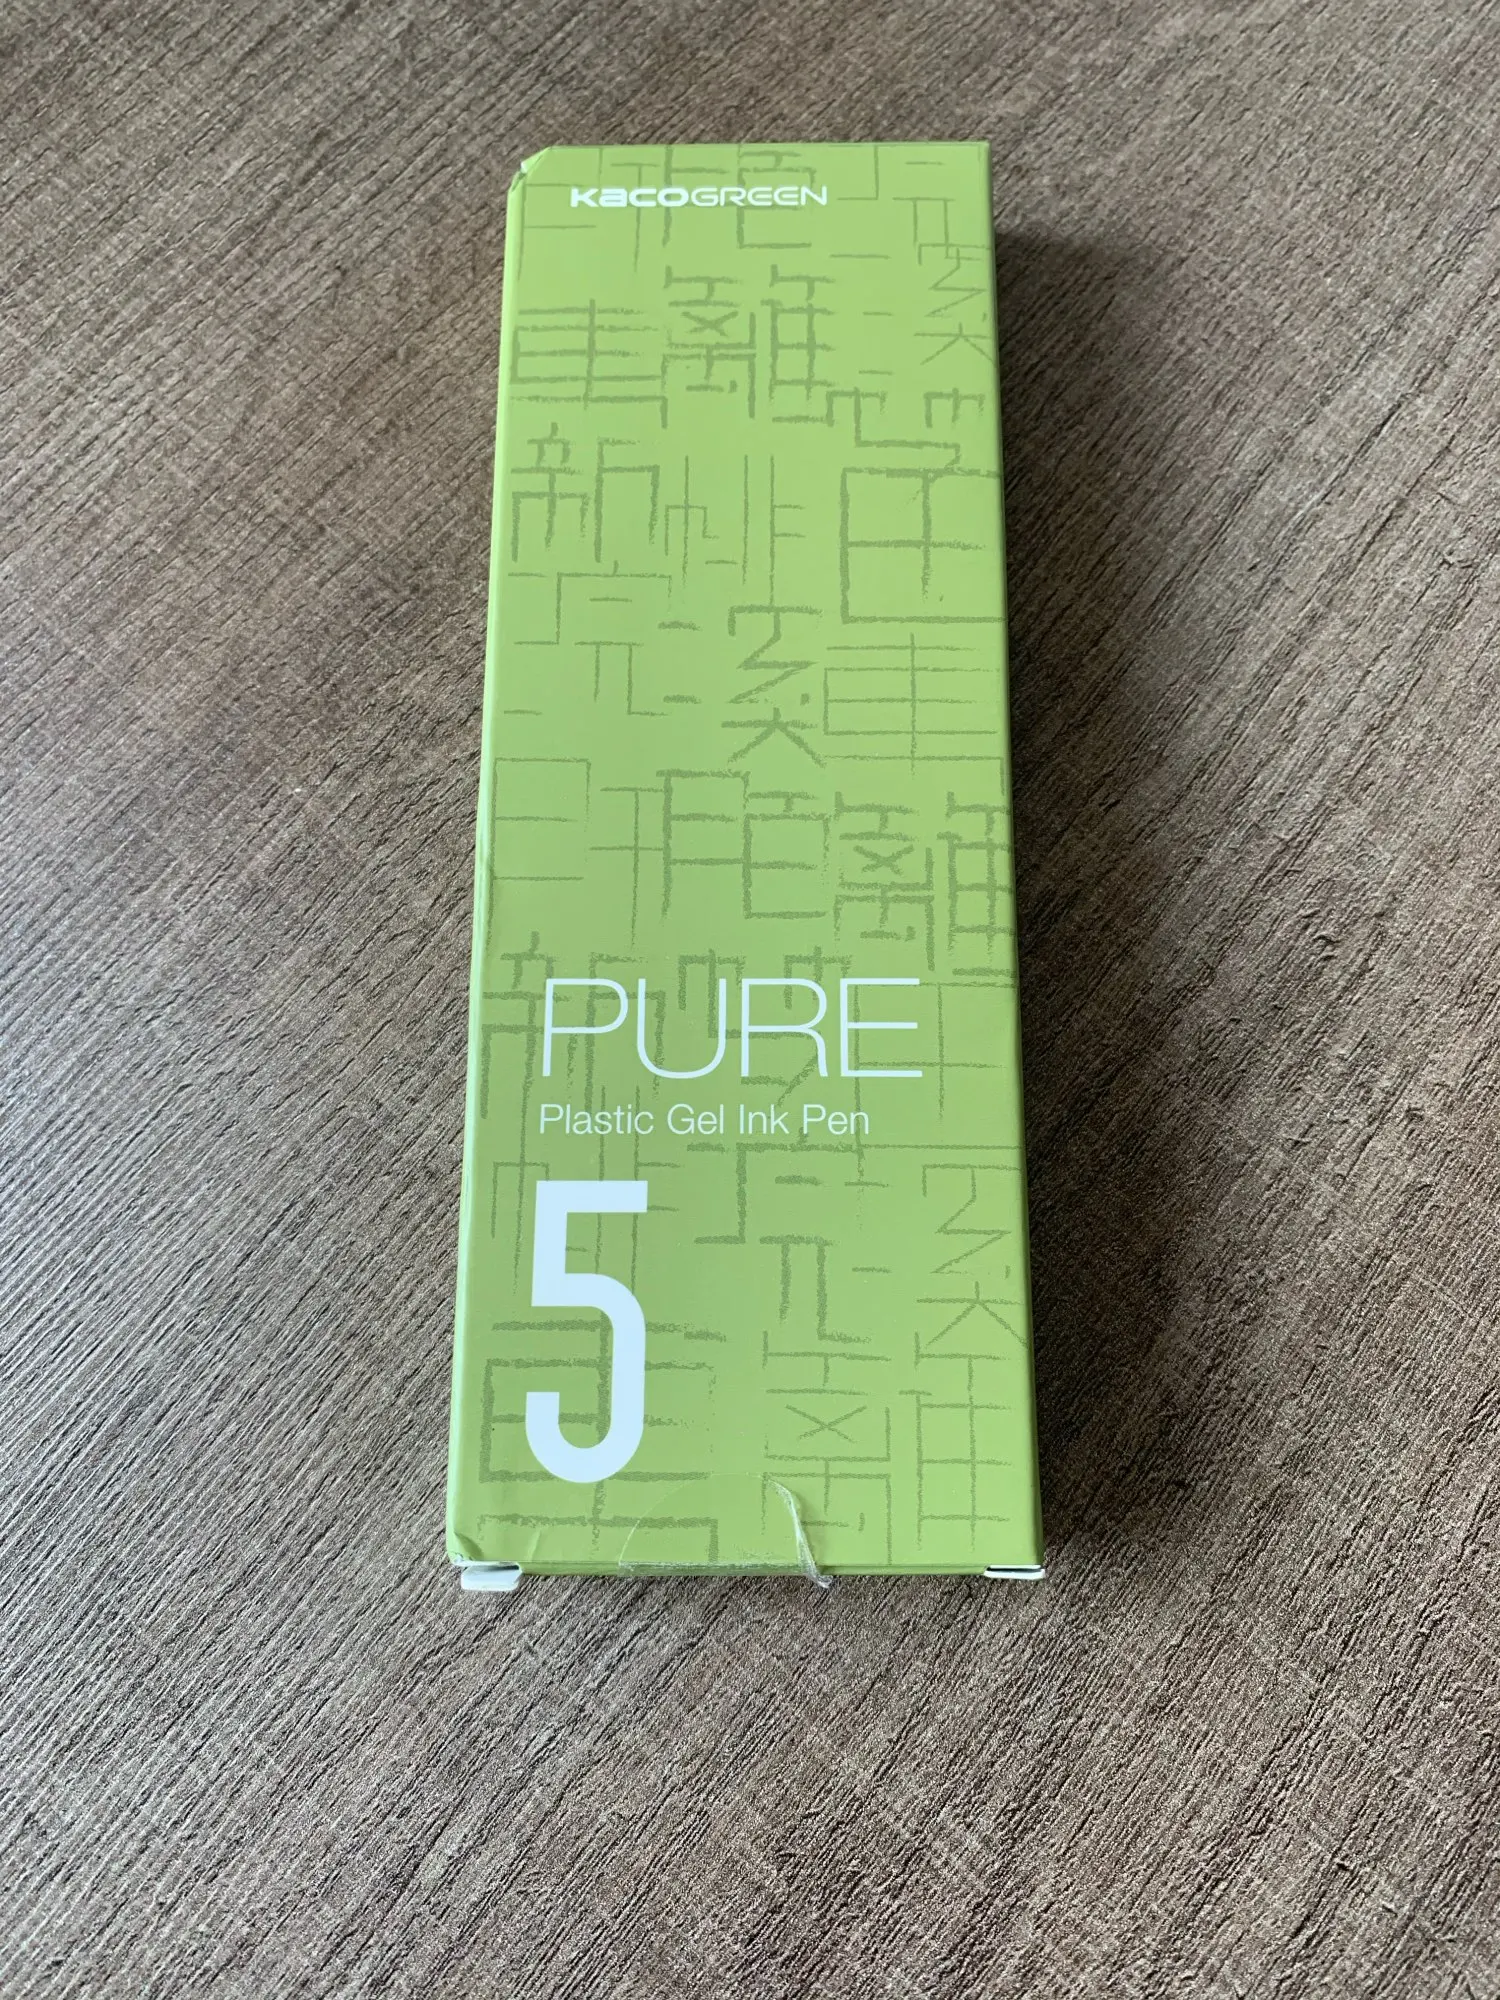 KACOGREEN
PURE
Plastic Gel Ink Pen
5